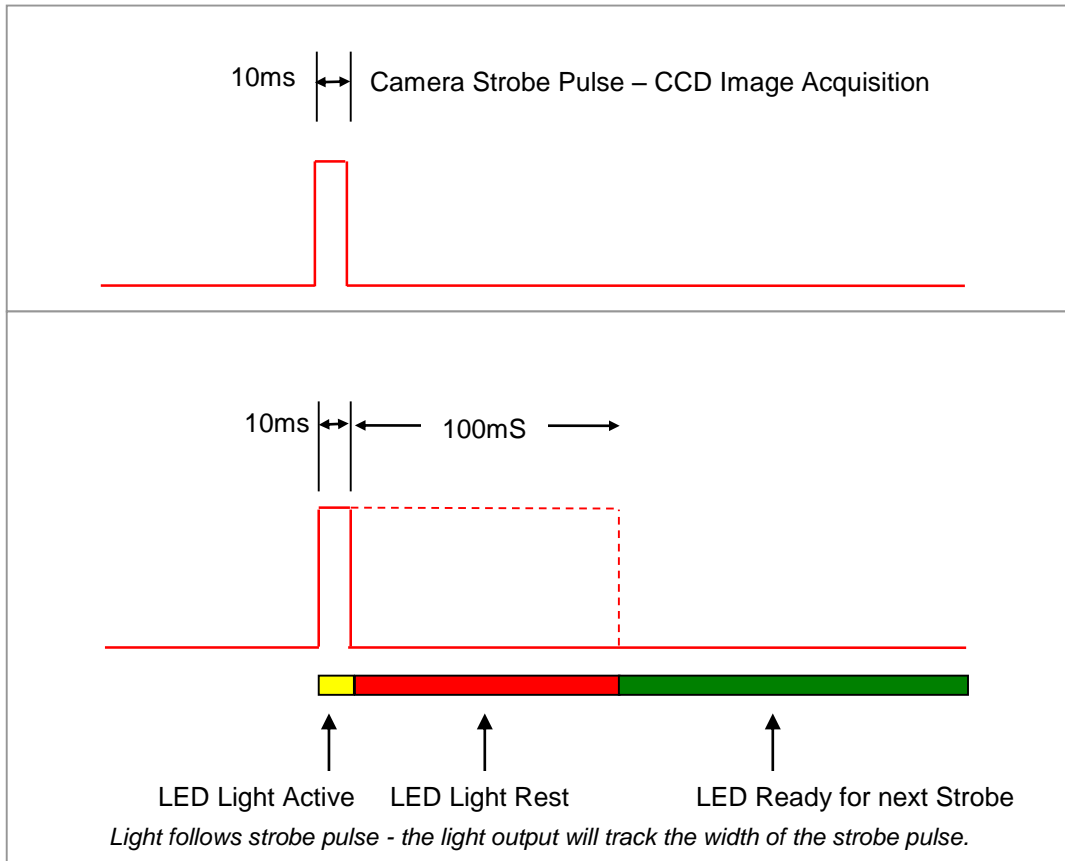 10ms Camera Strobe Pulse – CCD Image Acquisition
10ms 100mS
LED Light Active LED Light Rest LED Ready for next Strobe
Light follows strobe pulse - the light output will track the width of the strobe pulse.